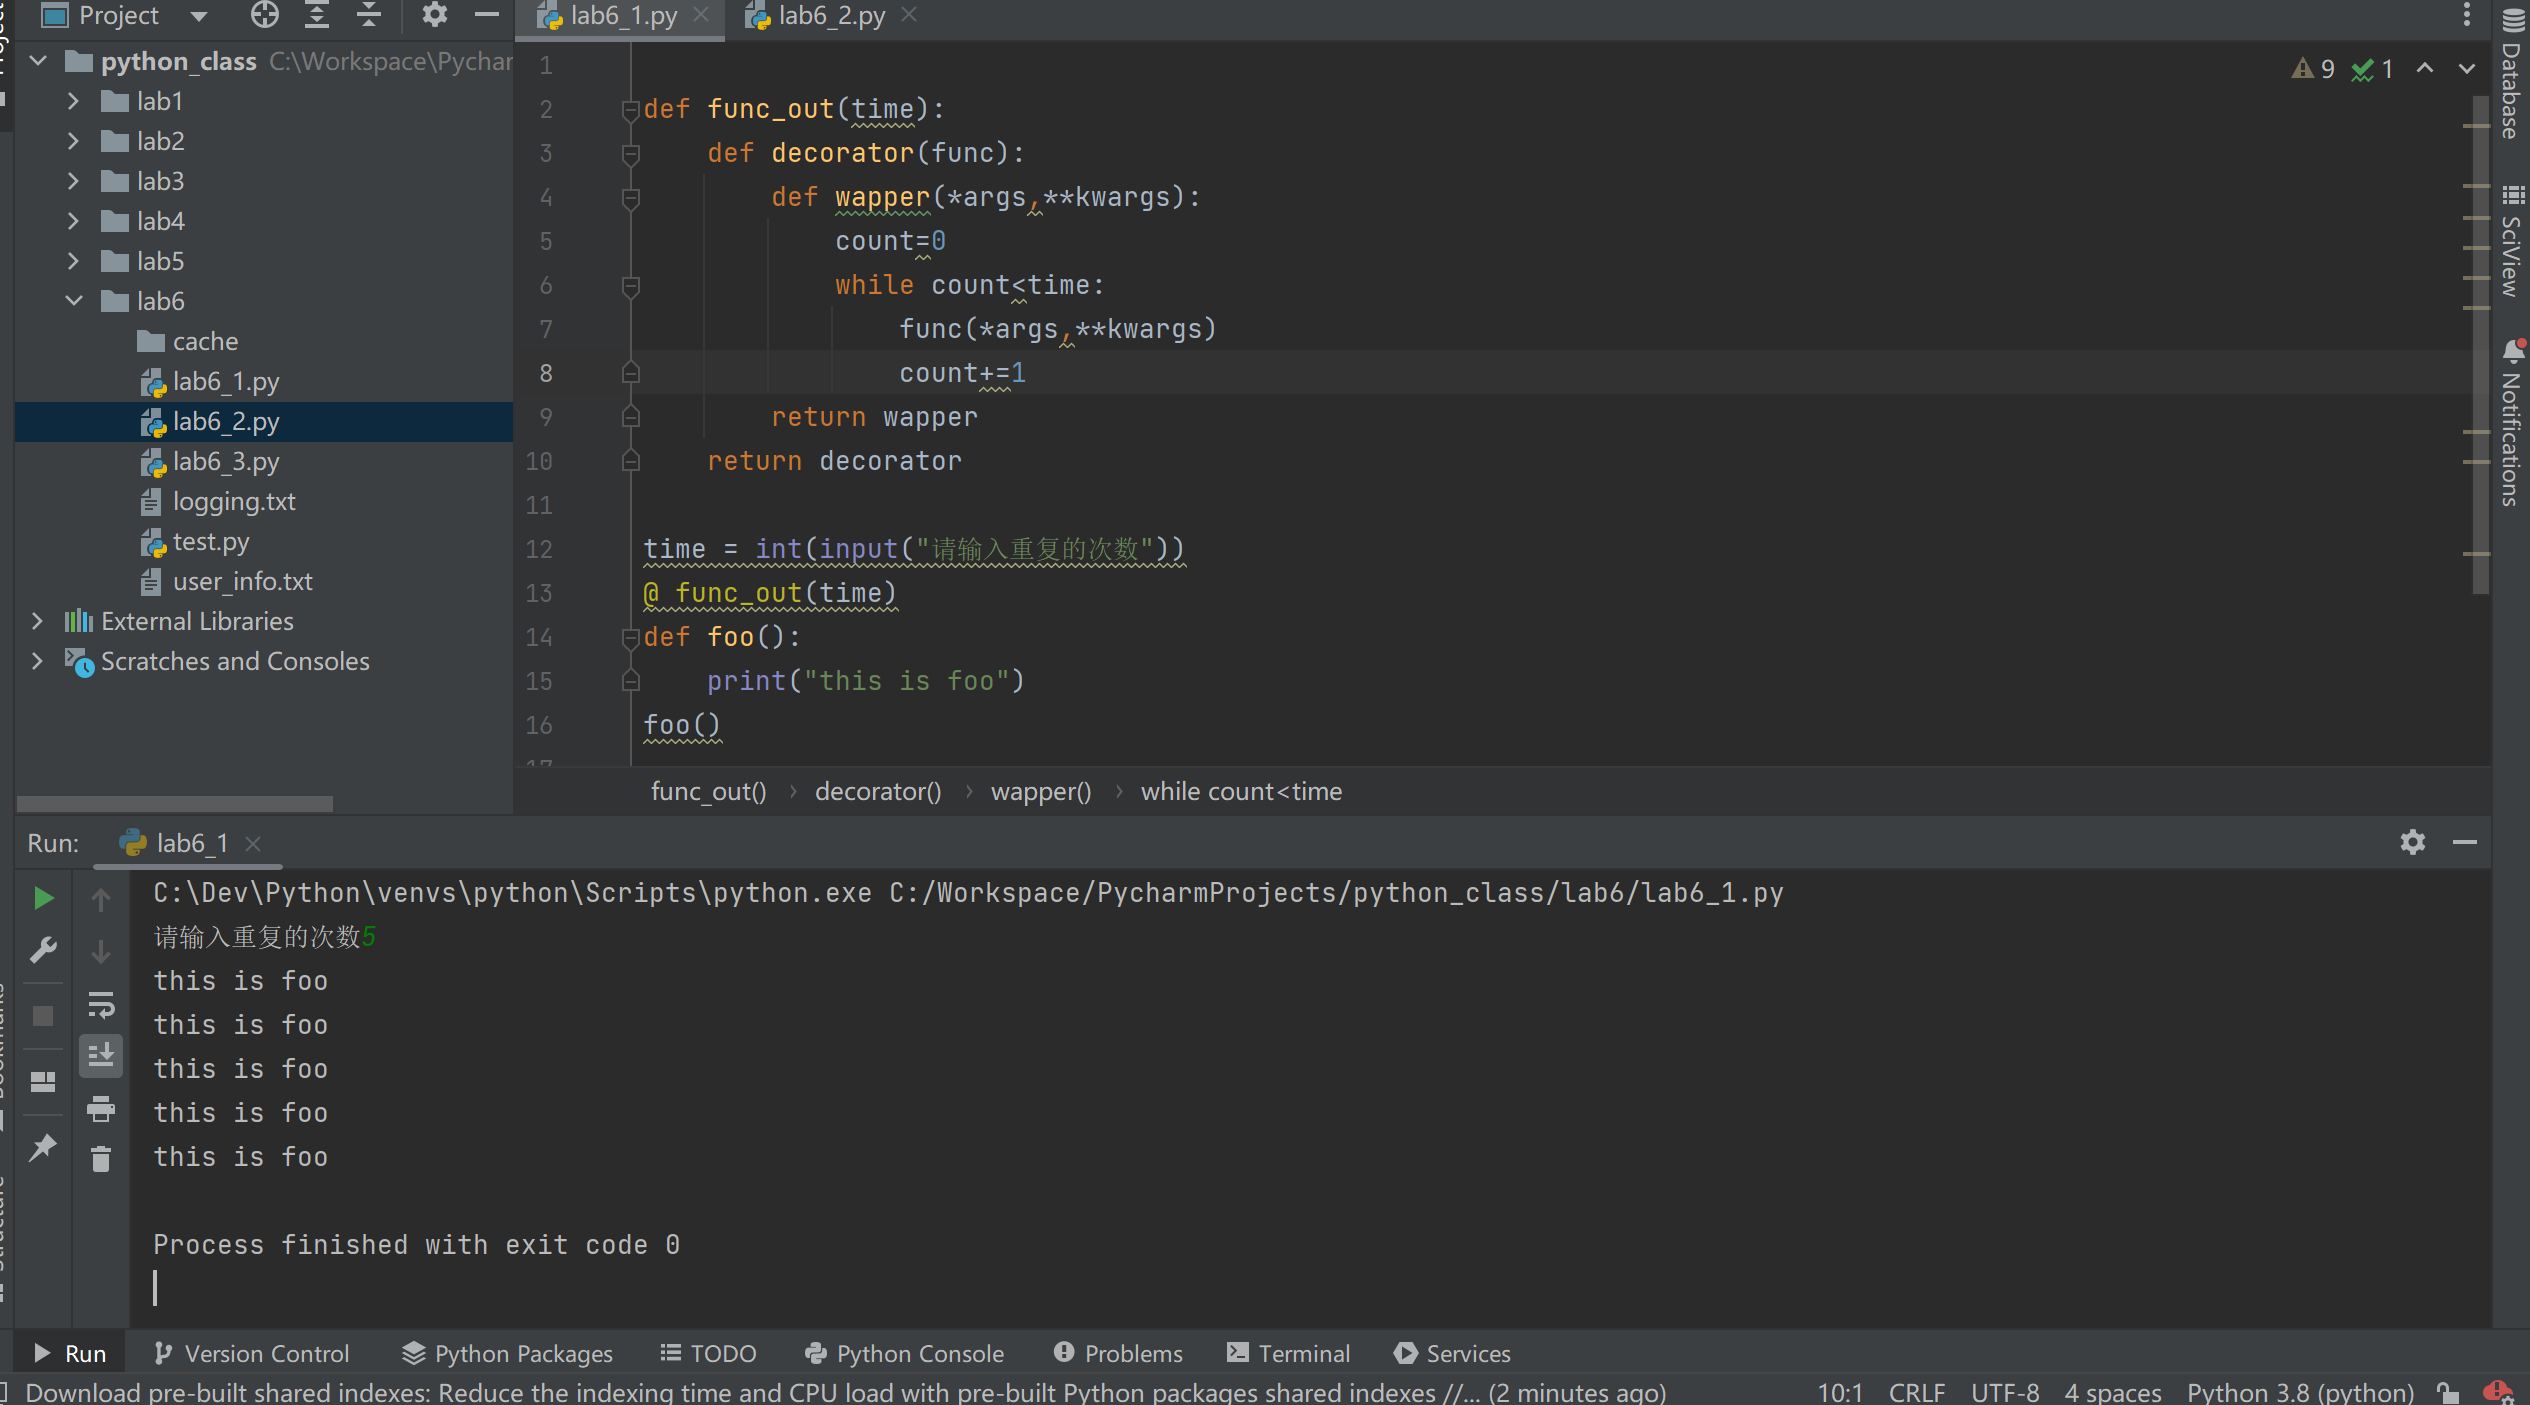 Project
python_class C:\Workspace\Pychar
lab1
lab2
lab3
lab4
lab5
lab6
cache
lab6_1.py
lab6_2.py
lab6_3.py
logging.txt
test.py
user_info.txt
External Libraries
Scratches and Consoles
lab6_1.py
lab6_2.py
9 1
1
2 def func_out(time):
3 def decorator(func):
4 def wapper(*args,**kwargs):
5 count=0
6 while count<time:
7 func(*args,**kwargs)
8 count+=1
9 return wapper
10 return decorator
11
12 time = int(input("请输入重复的次数"))
13 @ func_out(time)
14 def foo():
15 print("this is foo")
16 foo()
17
func_out() › decorator() › wapper() › while count<time
Database
SciView
Notifications
Run: lab6_1
C:\Dev\Python\venvs\python\Scripts\python.exe C:/Workspace/PycharmProjects/python_class/lab6/lab6_1.py
请输入重复的次数5
this is foo
this is foo
this is foo
this is foo
this is foo
Process finished with exit code 0
Run Version Control Python Packages TODO Python Console Problems Terminal Services
Download pre-built shared indexes: Reduce the indexing time and CPU load with pre-built Python packages shared indexes //... (2 minutes ago) 10:1 CRLF UTF-8 4 spaces Python 3.8 (python)